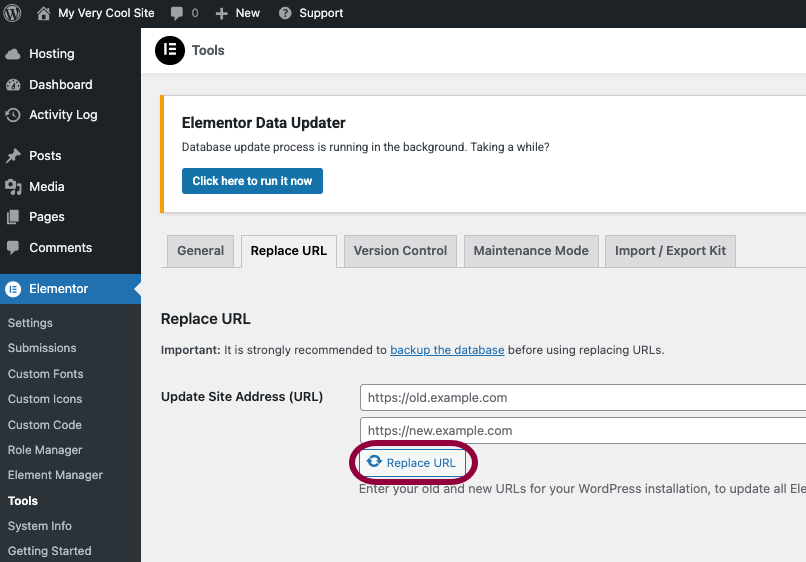 My Very Cool Site 0 New Support
Hosting
Dashboard
Activity Log
Posts
Media
Pages
Comments
Elementor
Settings
Submissions
Custom Fonts
Custom Icons
Custom Code
Role Manager
Element Manager
Tools
System Info
Getting Started
Tools
Elementor Data Updater
Database update process is running in the background. Taking a while?
Click here to run it now
General Replace URL Version Control Maintenance Mode Import / Export Kit
Replace URL
Important: It is strongly recommended to backup the database before using replacing URLs.
Update Site Address (URL)
https://old.example.com
https://new.example.com
Replace URL
Enter your old and new URLs for your WordPress installation, to update all Ele